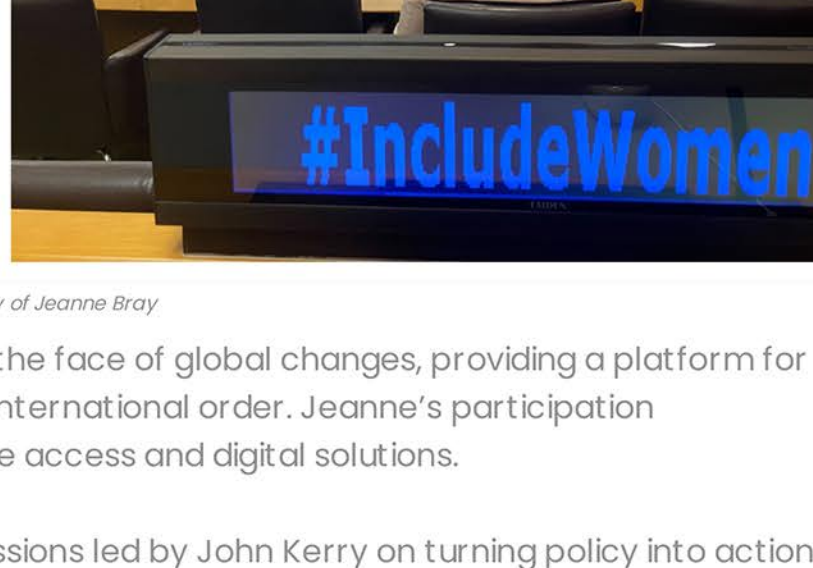 #IncludeWomen
of Jeanne Bray
the face of global changes, providing a platform for
nternational order. Jeanne’s participation
e access and digital solutions.
ssions led by John Kerry on turning policy into action